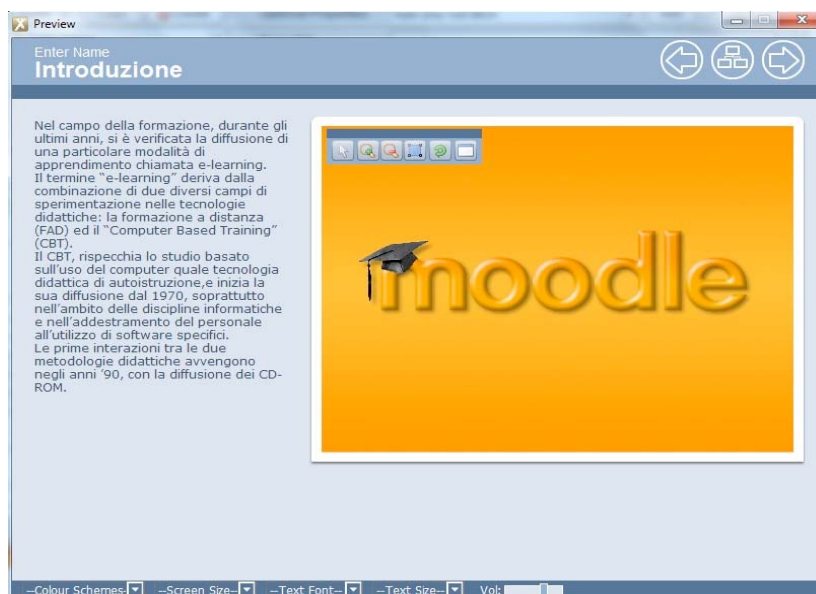 Preview
Enter Name
Introduzione
Nel campo della formazione, durante gli
ultimi anni, si è verificata la diffusione di
una particolare modalità di
apprendimento chiamata e-learning.
Il termine “e-learning” deriva dalla
combinazione di due diversi campi di
sperimentazione nelle tecnologie
didattiche: la formazione a distanza
(FAD) ed il “Computer Based Training”
(CBT).
Il CBT, rispecchia lo studio basato
sull’uso del computer quale tecnologia
didattica di autoistruzione,e inizia la
sua diffusione dal 1970, soprattutto
nell’ambito delle discipline informatiche
e nell’addestramento del personale
all’utilizzo di software specifici.
Le prime interazioni tra le due
metodologie didattiche avvengono
negli anni ’90, con la diffusione dei CD-
ROM.
moodle
--Colour Schemes- --Screen Size-- --Text Font-- --Text Size-- Vol: